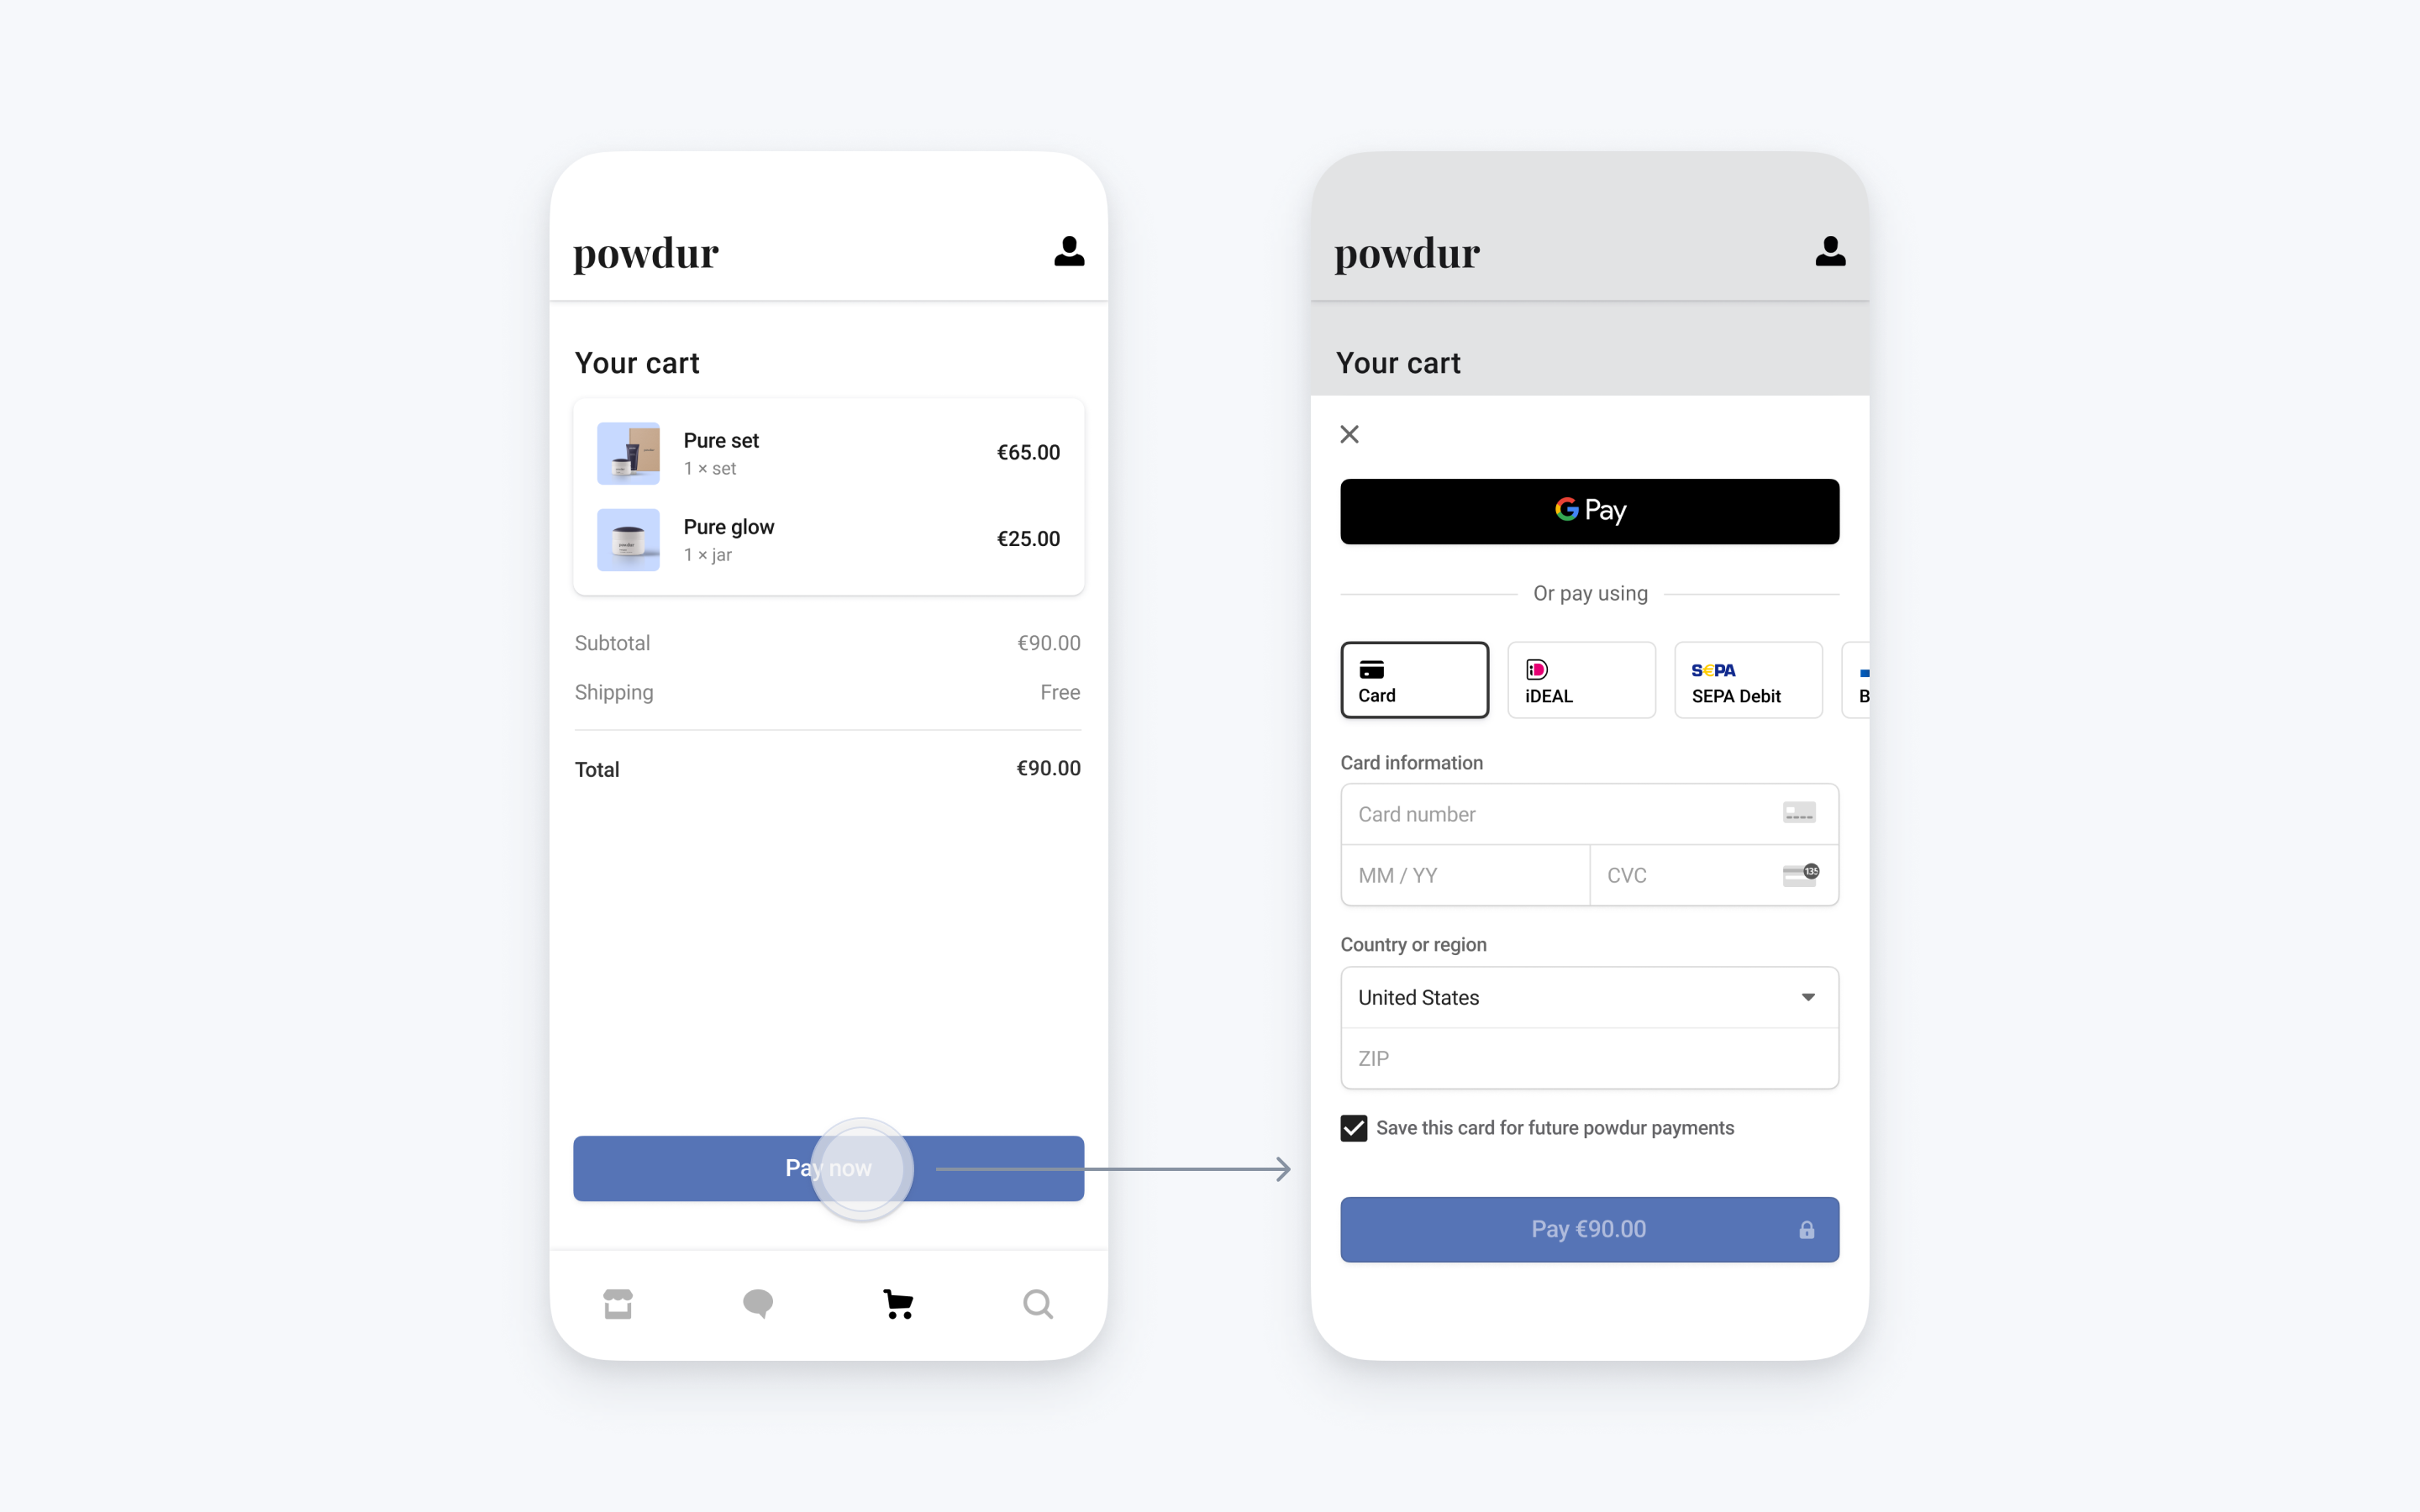 powdur
Your cart
Pure set
1 × set
€65.00
Pure glow
1 × jar
€25.00
Subtotal €90.00
Shipping Free
Total €90.00
Pay now
powdur
Your cart
G Pay
Or pay using
Card
iDEAL
SEPA
SEPA Debit
B
Card information
Card number
MM / YY
CVC
135
Country or region
United States
ZIP
Save this card for future powdur payments
Pay €90.00